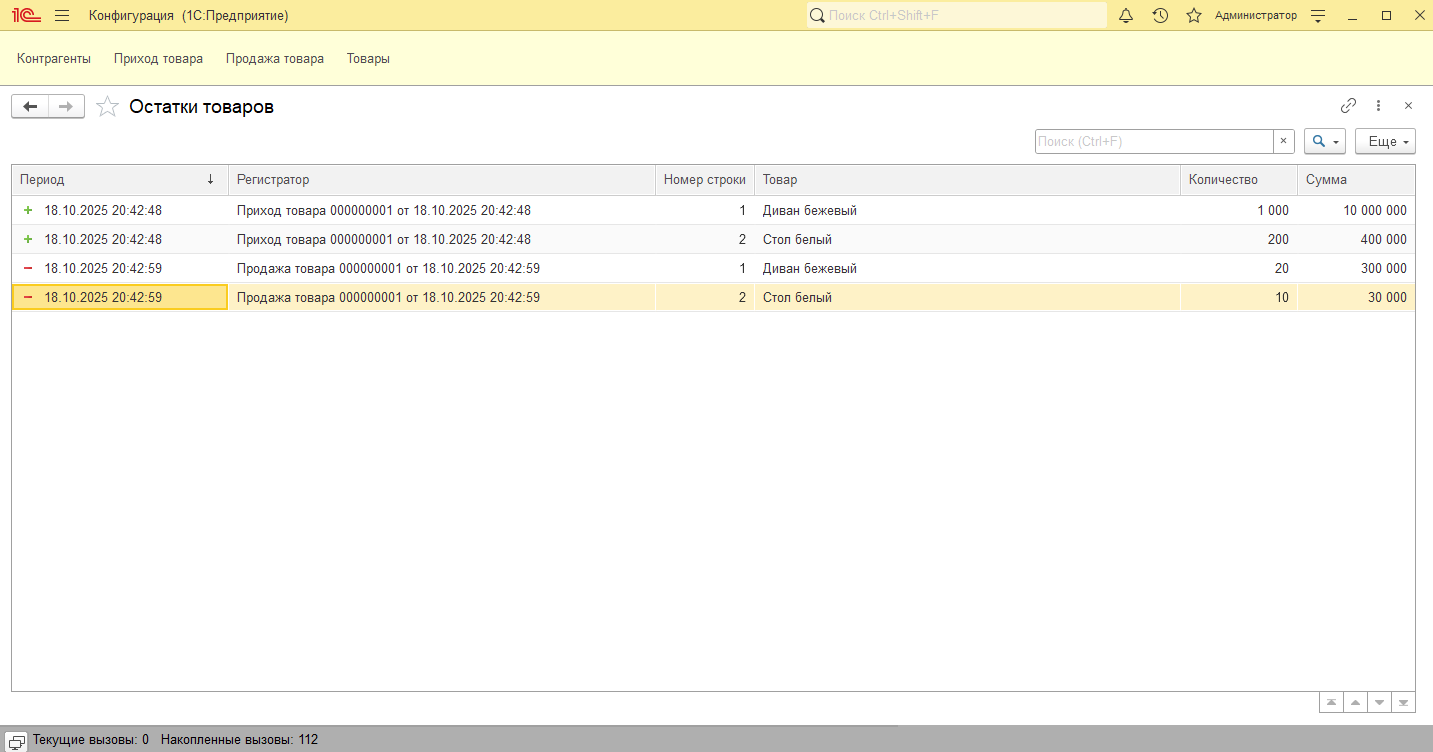 1С Конфигурация (1С:Предприятие) Поиск Ctrl+Shift+F Администратор
Контрагенты Приход товара Продажа товара Товары
Остатки товаров
Поиск (Ctrl+F) × Еще
Период ↓ Регистратор Номер строки Товар Количество Сумма
+ 18.10.2025 20:42:48 Приход товара 000000001 от 18.10.2025 20:42:48 1 Диван бежевый 1 000 10 000 000
+ 18.10.2025 20:42:48 Приход товара 000000001 от 18.10.2025 20:42:48 2 Стол белый 200 400 000
− 18.10.2025 20:42:59 Продажа товара 000000001 от 18.10.2025 20:42:59 1 Диван бежевый 20 300 000
− 18.10.2025 20:42:59 Продажа товара 000000001 от 18.10.2025 20:42:59 2 Стол белый 10 30 000
Текущие вызовы: 0 Накопленные вызовы: 112